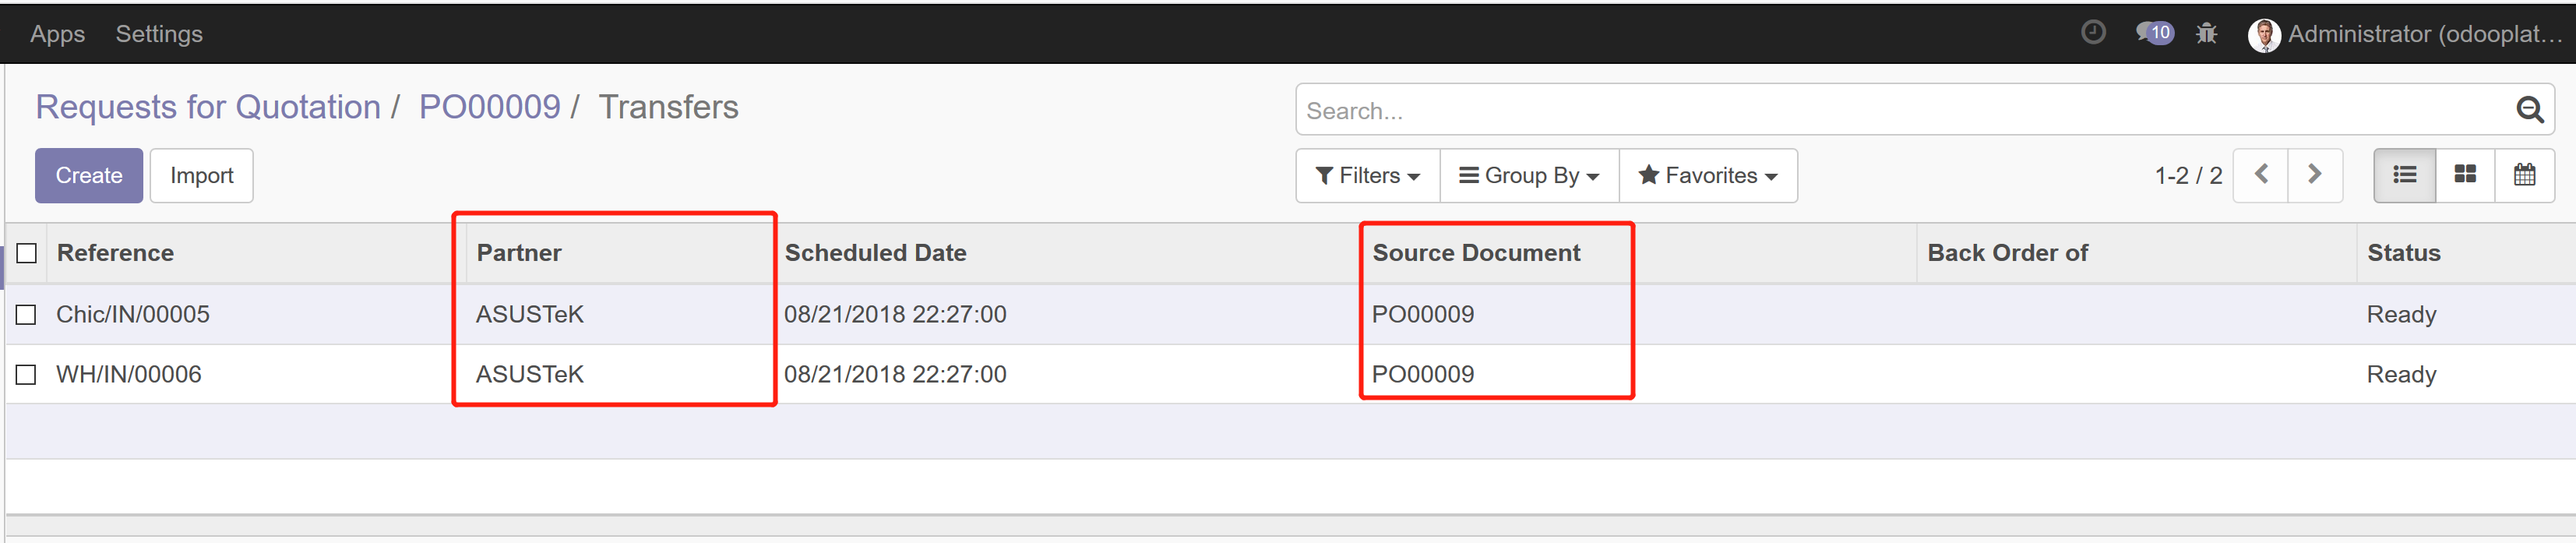 Apps Settings 10 Administrator (odooplat...
Requests for Quotation / PO00009 / Transfers
Search...
Create Import Filters Group By Favorites 1-2 / 2
Reference Partner Scheduled Date Source Document Back Order of Status
Chic/IN/00005 ASUSTeK 08/21/2018 22:27:00 PO00009 Ready
WH/IN/00006 ASUSTeK 08/21/2018 22:27:00 PO00009 Ready